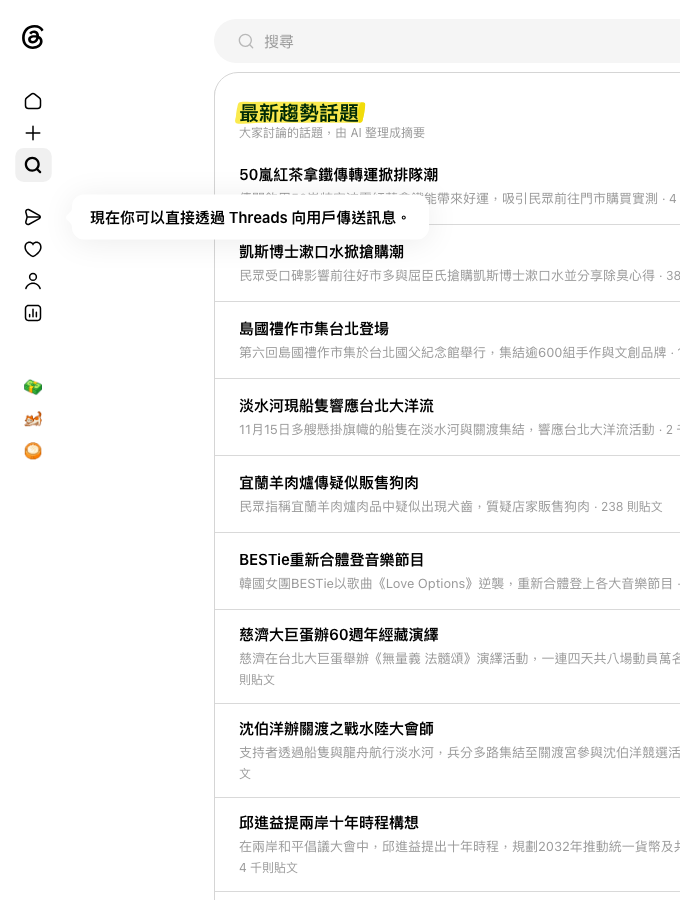 搜尋
最新趨勢話題
大家討論的話題，由 AI 整理成摘要
50嵐紅茶拿鐵傳轉運掀排隊潮
能帶來好運，吸引民眾前往門市購買實測 · 4
現在你可以直接透過 Threads 向用戶傳送訊息。
凱斯博士漱口水掀搶購潮
民眾受口碑影響前往好市多與屈臣氏搶購凱斯博士漱口水並分享除臭心得 · 38
島國禮作市集台北登場
第六回島國禮作市集於台北國父紀念館舉行，集結逾600組手作與文創品牌 ·
淡水河現船隻響應台北大洋流
11月15日多艘懸掛旗幟的船隻在淡水河與關渡集結，響應台北大洋流活動 · 2
宜蘭羊肉爐傳疑似販售狗肉
民眾指稱宜蘭羊肉爐肉品中疑似出現犬齒，質疑店家販售狗肉 · 238 則貼文
BESTie重新合體登音樂節目
韓國女團BESTie以歌曲《Love Options》逆襲，重新合體登上各大音樂節目 ·
慈濟大巨蛋辦60週年經藏演繹
慈濟在台北大巨蛋舉辦《無量義 法髓頌》演繹活動，一連四天共八場動員萬名
則貼文
沈伯洋辦關渡之戰水陸大會師
支持者透過船隻與龍舟航行淡水河，兵分多路集結至關渡宮參與沈伯洋競選活
文
邱進益提兩岸十年時程構想
在兩岸和平倡議大會中，邱進益提出十年時程，規劃2032年推動統一貨幣及共
4 千則貼文